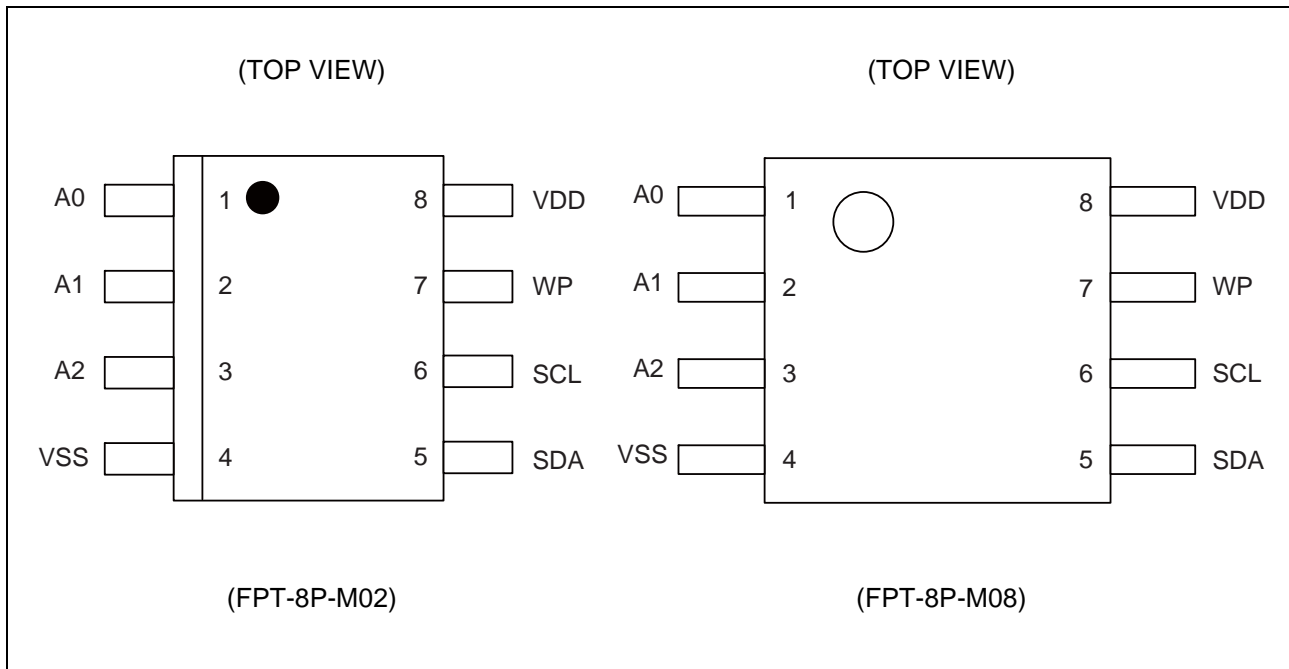 (TOP VIEW)
A0 1 8 VDD
A1 2 7 WP
A2 3 6 SCL
VSS 4 5 SDA
(FPT-8P-M02)
(TOP VIEW)
A0 1 8 VDD
A1 2 7 WP
A2 3 6 SCL
VSS 4 5 SDA
(FPT-8P-M08)